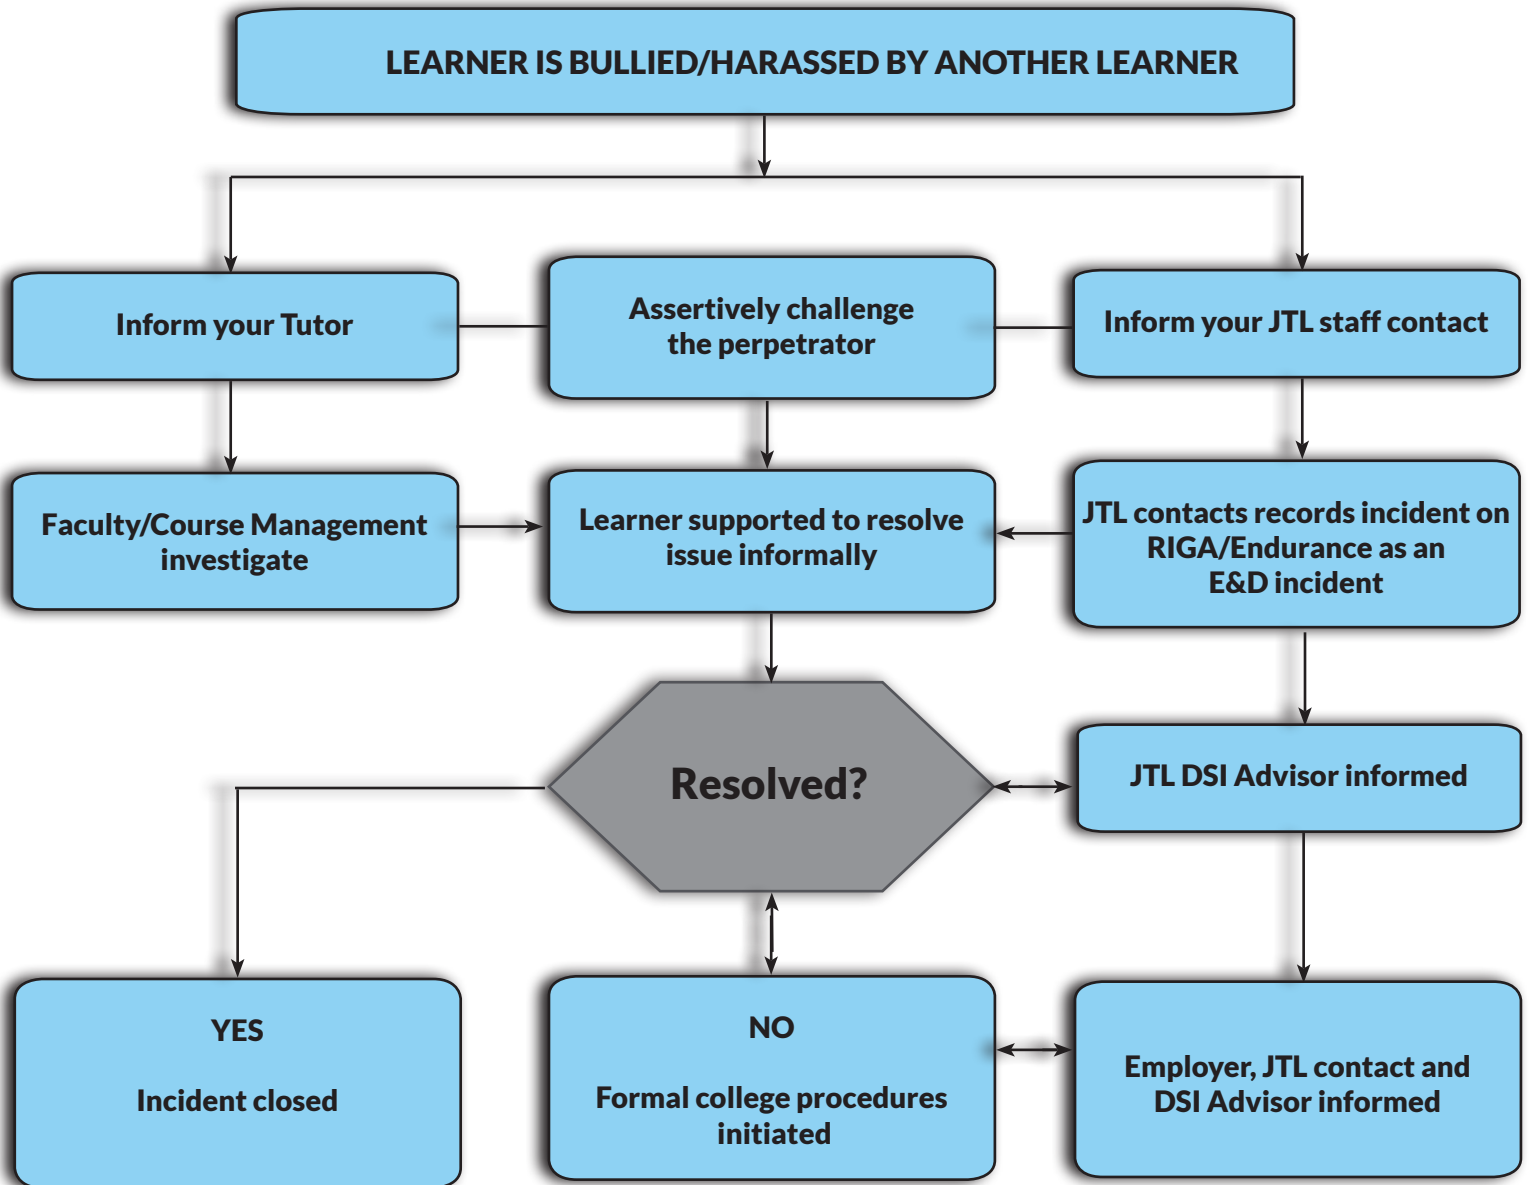 LEARNER IS BULLIED/HARASSED BY ANOTHER LEARNER
Inform your Tutor
Assertively challenge
the perpetrator
Inform your JTL staff contact
Faculty/Course Management
investigate
Learner supported to resolve
issue informally
JTL contacts records incident on
RIGA/Endurance as an
E&D incident
Resolved?
JTL DSI Advisor informed
YES
Incident closed
NO
Formal college procedures
initiated
Employer, JTL contact and
DSI Advisor informed